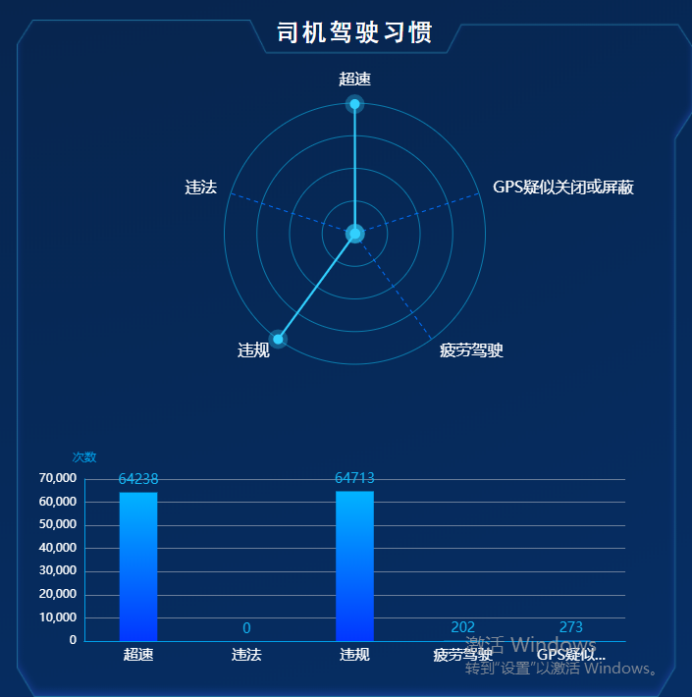 司机驾驶习惯
超速
违法
GPS疑似关闭或屏蔽
违规
疲劳驾驶
次数
70,000
60,000
50,000
40,000
30,000
20,000
10,000
0
64238
0
64713
202
273
超速
违法
违规
疲劳驾驶
GPS疑似...
激活 Windows
转到“设置”以激活 Windows。